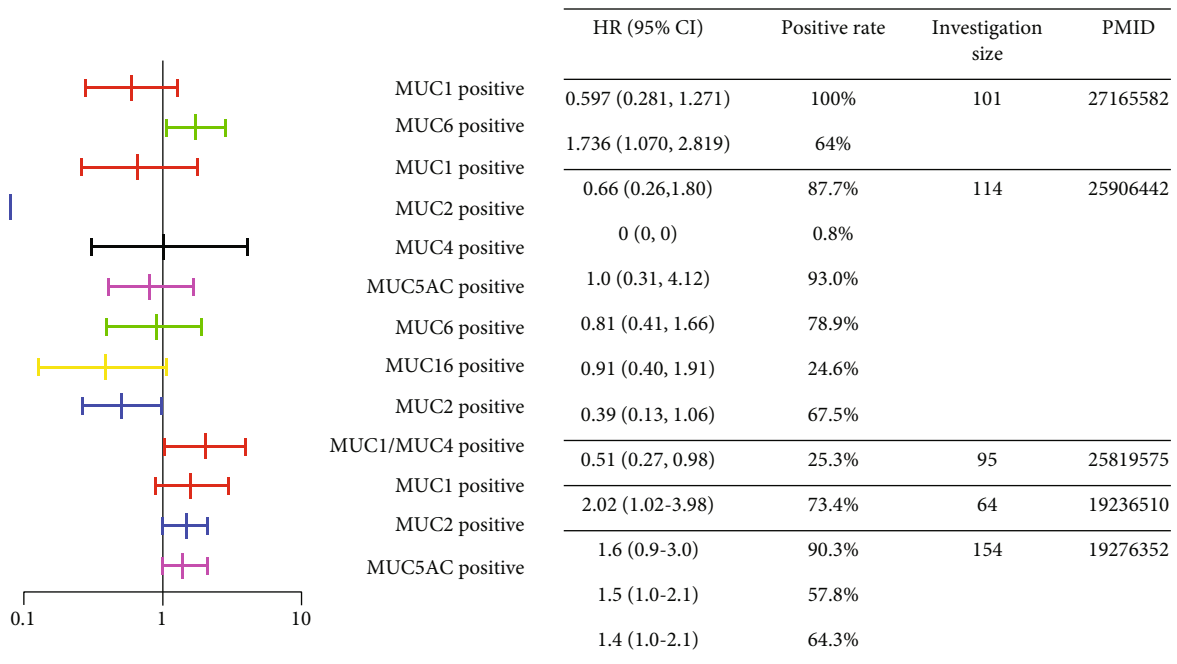 HR (95% CI) Positive rate Investigation size PMID
MUC1 positive 0.597 (0.281, 1.271) 100% 101 27165582
MUC6 positive 1.736 (1.070, 2.819) 64%
MUC1 positive 0.66 (0.26,1.80) 87.7% 114 25906442
MUC2 positive 0 (0, 0) 0.8%
MUC4 positive 1.0 (0.31, 4.12) 93.0%
MUC5AC positive 0.81 (0.41, 1.66) 78.9%
MUC6 positive 0.91 (0.40, 1.91) 24.6%
MUC16 positive 0.39 (0.13, 1.06) 67.5%
MUC2 positive 0.51 (0.27, 0.98) 25.3% 95 25819575
MUC1/MUC4 positive 2.02 (1.02-3.98) 73.4% 64 19236510
MUC1 positive 1.6 (0.9-3.0) 90.3% 154 19276352
MUC2 positive 1.5 (1.0-2.1) 57.8%
MUC5AC positive 1.4 (1.0-2.1) 64.3%
0.1 1 10